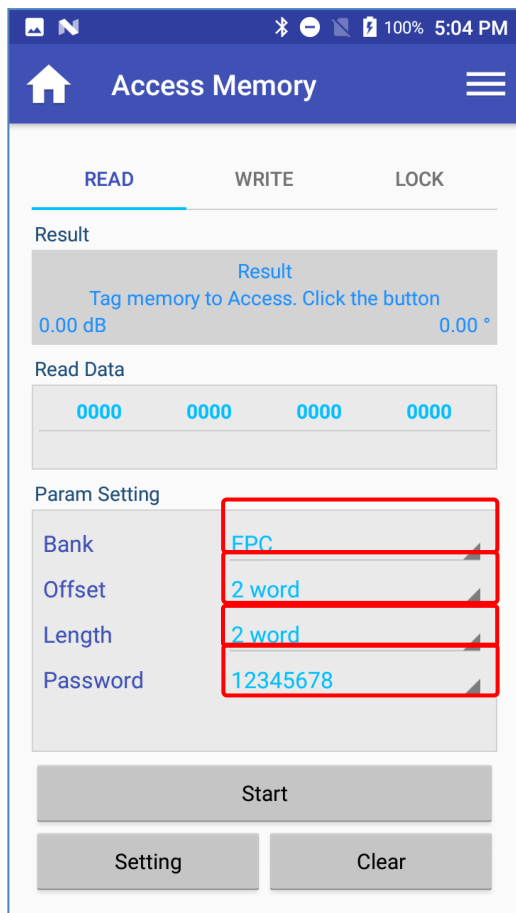 100% 5:04 PM
Access Memory
READ WRITE LOCK
Result
Result
Tag memory to Access. Click the button
0.00 dB 0.00 °
Read Data
0000 0000 0000 0000
Param Setting
Bank EPC
Offset 2 word
Length 2 word
Password 12345678
Start
Setting Clear